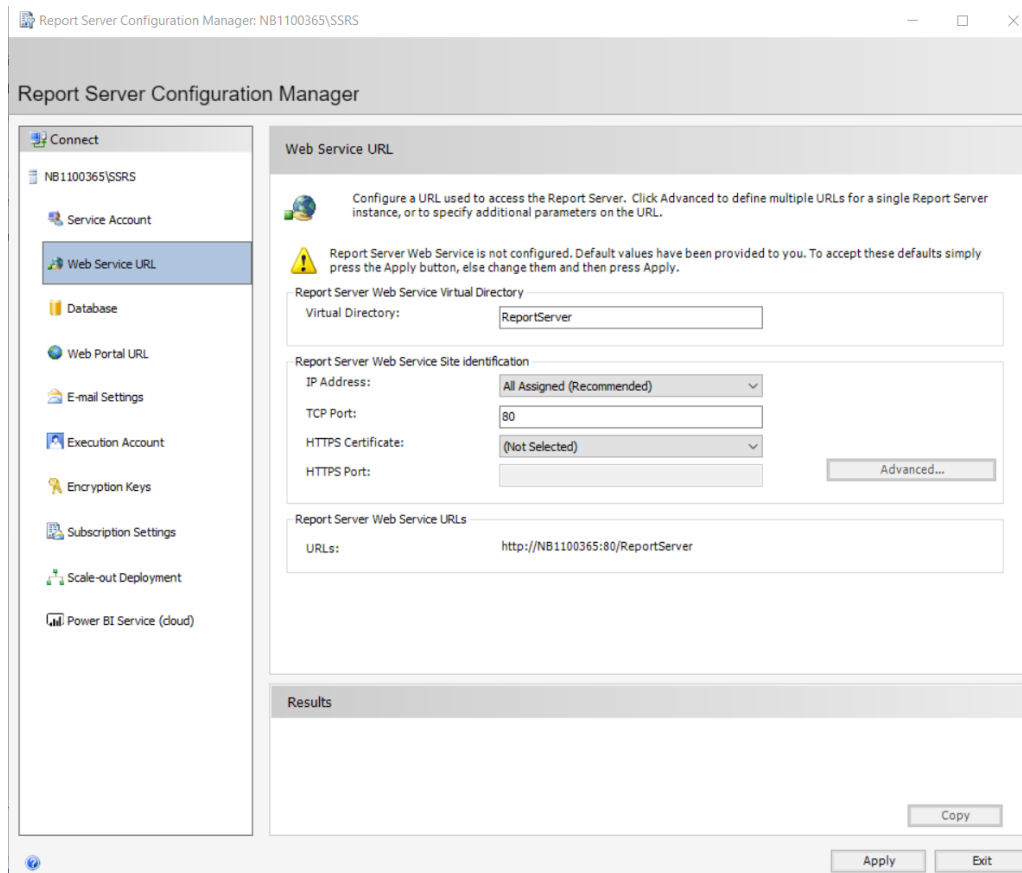 Report Server Configuration Manager: NB1100365\SSRS
Report Server Configuration Manager
Connect
NB1100365\SSRS
Service Account
Web Service URL
Database
Web Portal URL
E-mail Settings
Execution Account
Encryption Keys
Subscription Settings
Scale-out Deployment
Power BI Service (cloud)
Web Service URL
Configure a URL used to access the Report Server. Click Advanced to define multiple URLs for a single Report Server
instance, or to specify additional parameters on the URL.
Report Server Web Service is not configured. Default values have been provided to you. To accept these defaults simply
press the Apply button, else change them and then press Apply.
Report Server Web Service Virtual Directory
Virtual Directory: ReportServer
Report Server Web Service Site identification
IP Address: All Assigned (Recommended)
TCP Port: 80
HTTPS Certificate: (Not Selected)
HTTPS Port:
Advanced...
Report Server Web Service URLs
URLs: http://NB1100365:80/ReportServer
Results
Copy
Apply Exit